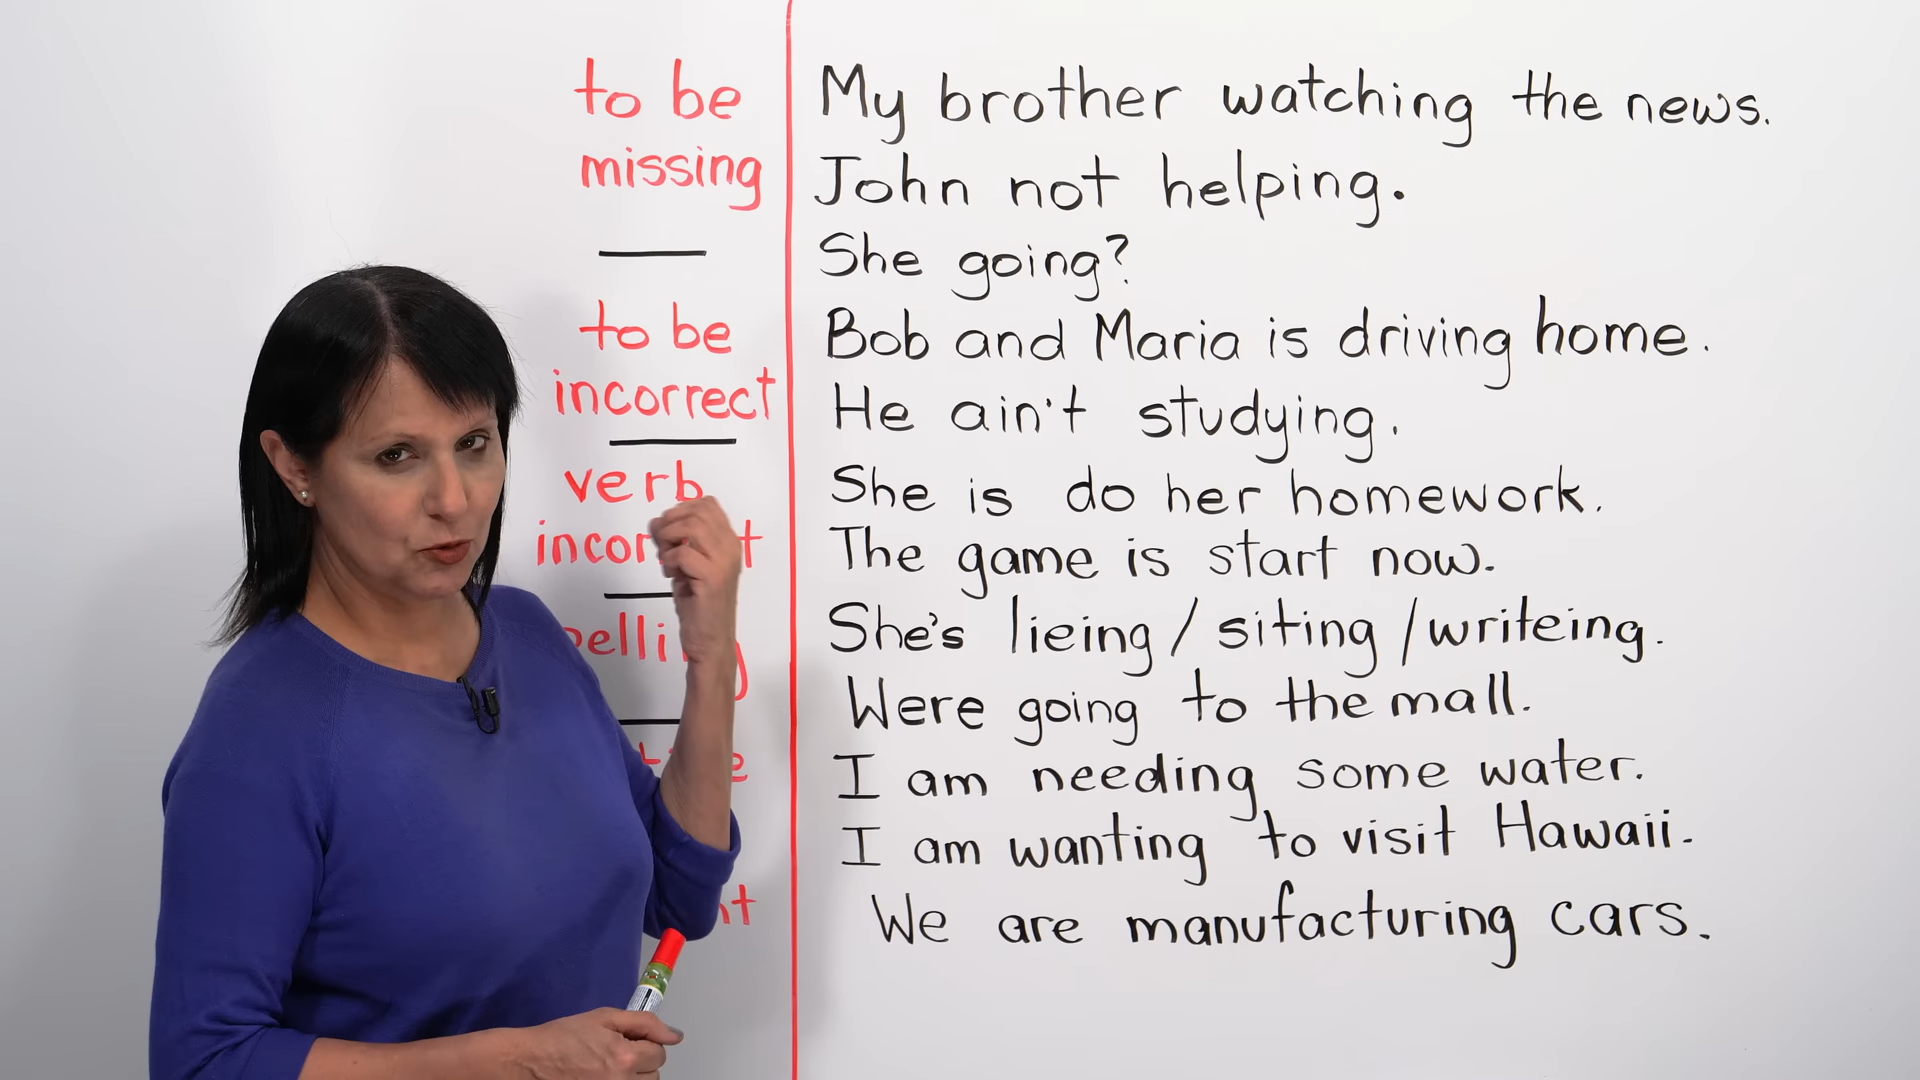 to be
missing
to be
incorrect
verb
My brother watching the news.
John not helping.
She going?
Bob and Maria is driving home.
He ain't studying.
She is do her homework.
The game is start now.
She's lieing / siting / writeing.
Were going to the mall.
I am needing some water.
I am wanting to visit Hawaii.
We are manufacturing cars.